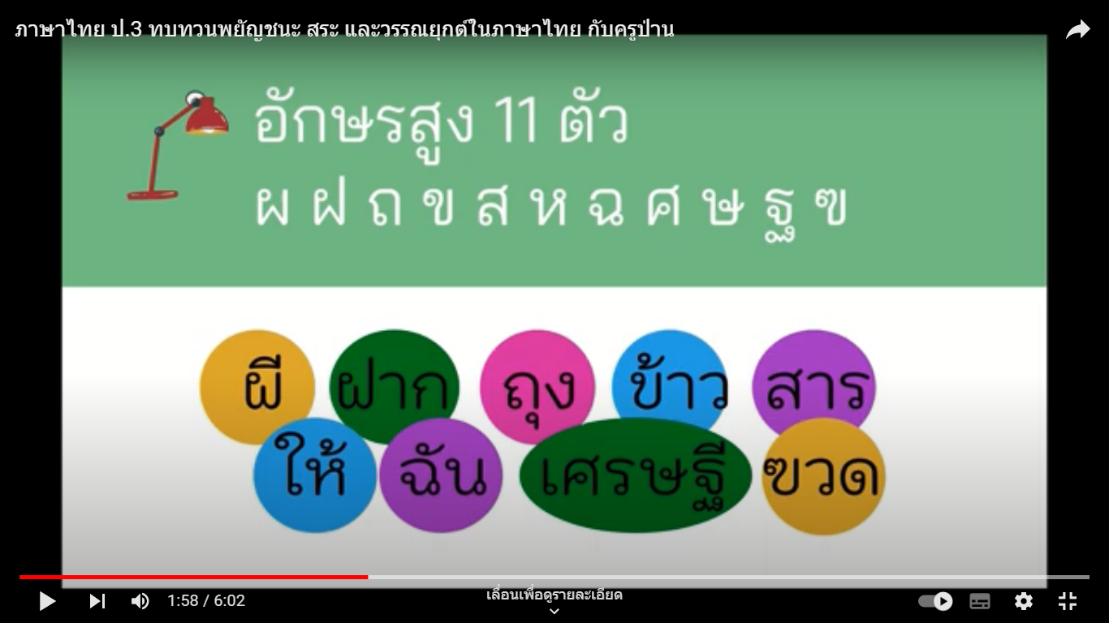 ภาษาไทย ป.3 ทบทวนพยัญชนะ สระ และวรรณยุกต์ในภาษาไทย กับครูป่าน
อักษรสูง 11 ตัว
ผ ฝ ถ ข ส ห ฉ ศ ษ ฐ ฃ
ผี ฝาก ถุง ข้าว สาร
ให้ ฉัน เศรษฐี ฃวด
1:58 / 6:02
เลื่อนเพื่อดูรายละเอียด